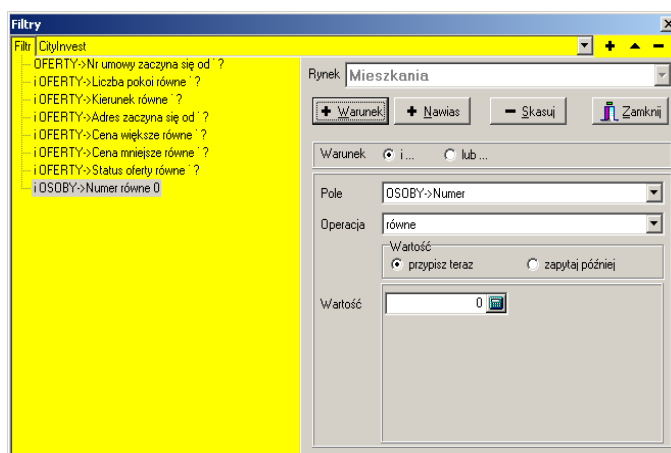 Filtry
Filtr CityInvest
OFERTY->Nr umowy zaczyna się od ` ?
i OFERTY->Liczba pokoi równe ` ?
i OFERTY->Kierunek równe ` ?
i OFERTY->Adres zaczyna się od ` ?
i OFERTY->Cena większe równe ` ?
i OFERTY->Cena mniejsze równe ` ?
i OFERTY->Status oferty równe ` ?
i OSOBY->Numer równe 0
Rynek Mieszkania
+ Warunek + Nawias − Skasuj Zamknij
Warunek i ... lub ...
Pole OSOBY->Numer
Operacja równe
Wartość
przypisz teraz zapytaj później
Wartość 0